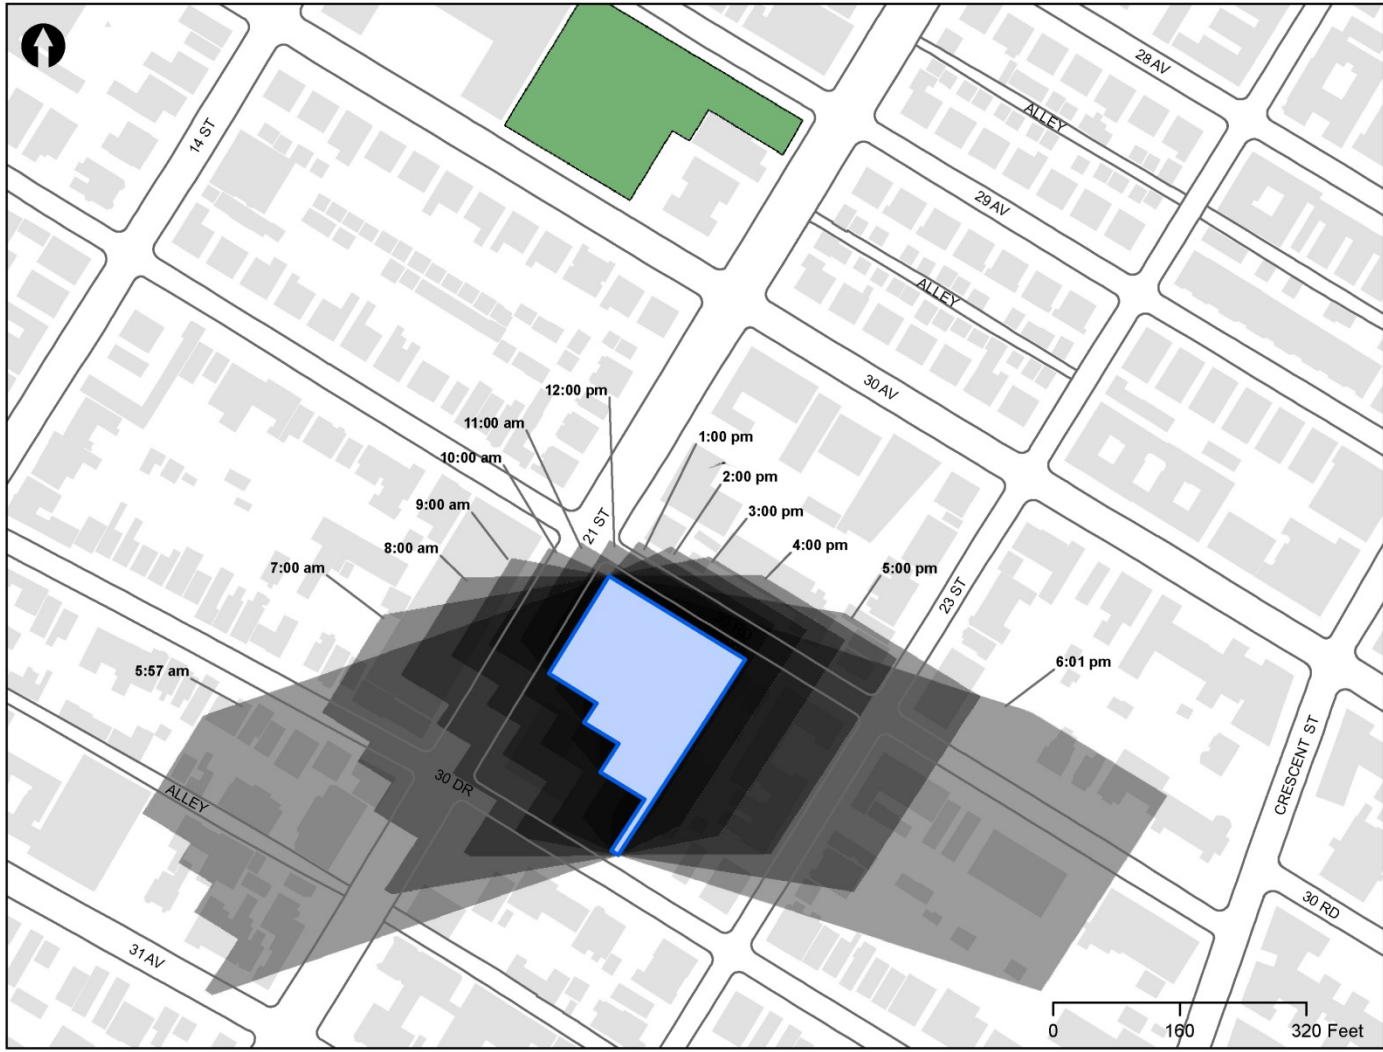 28 AV
ALLEY
14 ST
29 AV
ALLEY
30 AV
12:00 pm
11:00 am
1:00 pm
10:00 am
2:00 pm
9:00 am
3:00 pm
21 ST
8:00 am
4:00 pm
7:00 am
5:00 pm
23 ST
5:57 am
6:01 pm
CRESCENT ST
30 DR
ALLEY
30 RD
31 AV
0 160 320 Feet